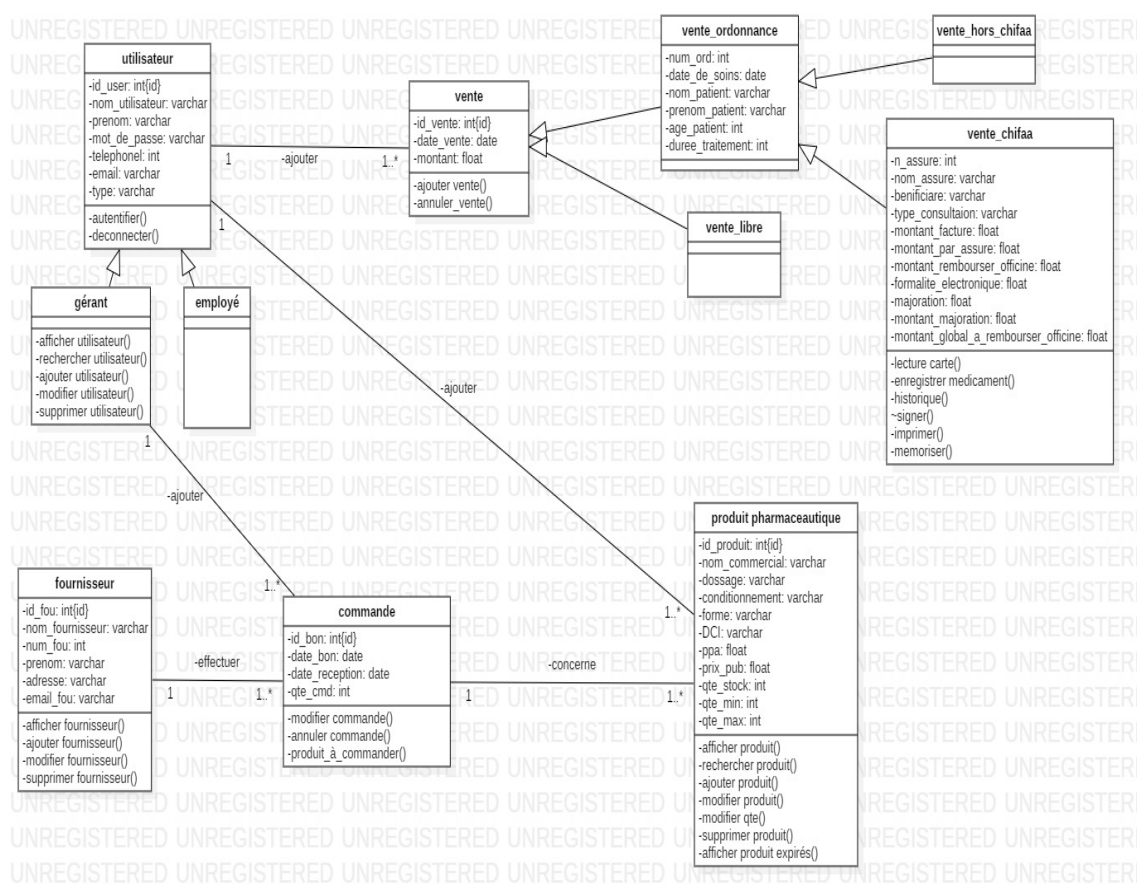 utilisateur
-id_user: int{id}
-nom_utilisateur: varchar
-prenom: varchar
-mot_de_passe: varchar
-telephonel: int
-email: varchar
-type: varchar
-autentifier()
-deconnecter()
1
-ajouter
1..*
vente
-id_vente: int{id}
-date_vente: date
-montant: float
-ajouter vente()
-annuler_vente()
vente_ordonnance
-num_ord: int
-date_de_soins: date
-nom_patient: varchar
-prenom_patient: varchar
-age_patient: int
-duree_traitement: int
vente_hors_chifaa
vente_libre
vente_chifaa
-n_assure: int
-nom_assure: varchar
-benificiare: varchar
-type_consultaion: varchar
-montant_facture: float
-montant_par_assure: float
-montant_rembourser_officine: float
-formalite_electronique: float
-majoration: float
-montant_majoration: float
-montant_global_a_rembourser_officine: float
-lecture carte()
-enregistrer medicament()
-historique()
~signer()
-imprimer()
-memoriser()
gérant
-afficher utilisateur()
-rechercher utilisateur()
-ajouter utilisateur()
-modifier utilisateur()
-supprimer utilisateur()
employé
1
-ajouter
1..*
1
-ajouter
1..*
fournisseur
-id_fou: int{id}
-nom_fournisseur: varchar
-num_fou: int
-prenom: varchar
-adresse: varchar
-email_fou: varchar
-afficher fournisseur()
-ajouter fournisseur()
-modifier fournisseur()
-supprimer fournisseur()
-effectuer
1
1..*
commande
-id_bon: int{id}
-date_bon: date
-date_reception: date
-qte_cmd: int
-modifier commande()
-annuler commande()
-produit_à_commander()
-concerne
1
1..*
produit pharmaceautique
-id_produit: int{id}
-nom_commercial: varchar
-dossage: varchar
-conditionnement: varchar
-forme: varchar
-DCI: varchar
-ppa: float
-prix_pub: float
-qte_stock: int
-qte_min: int
-qte_max: int
-afficher produit()
-rechercher produit()
-ajouter produit()
-modifier produit()
-modifier qte()
-supprimer produit()
-afficher produit expirés()
UNREGISTERED